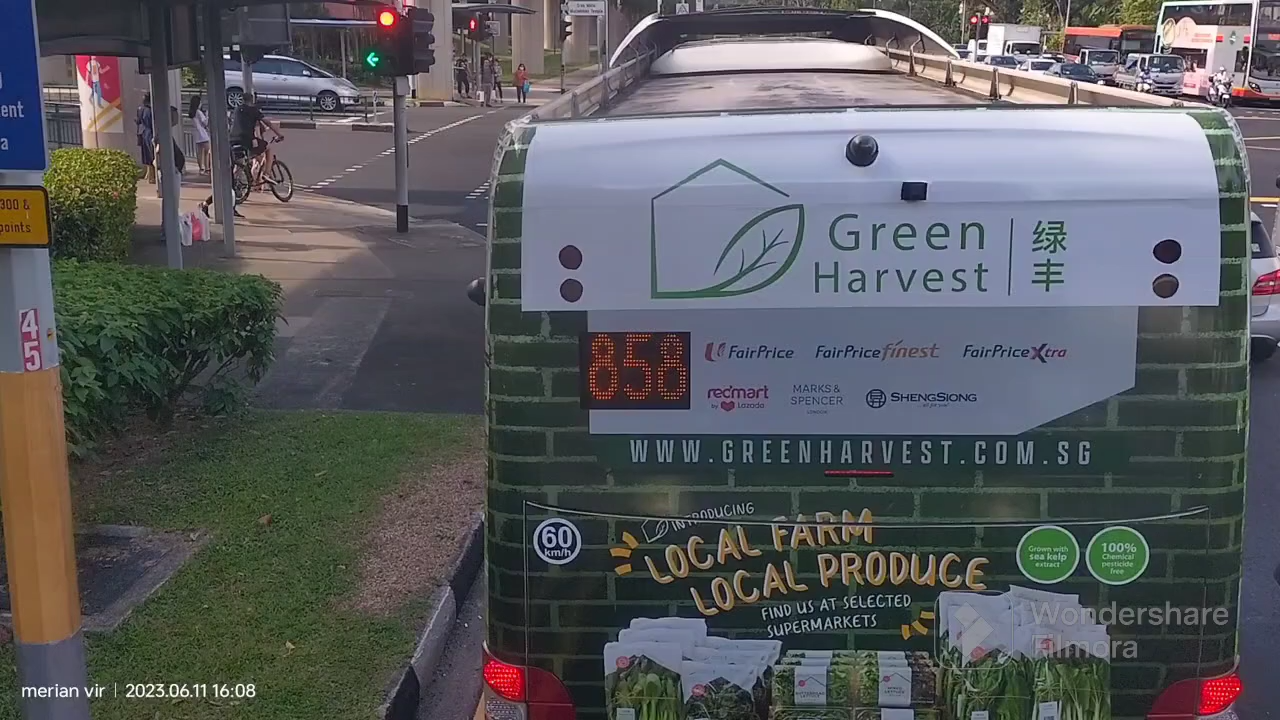 ent
a
300 &
points
45
Green
Harvest
绿
丰
858
FairPrice
FairPrice finest
FairPrice Xtra
redmart
by Lazada
MARKS &
SPENCER
LONDON
SHENGSIONG
WWW.GREENHARVEST.COM.SG
60
km/h
INTRODUCING
LOCAL FARM
LOCAL PRODUCE
FIND US AT SELECTED
SUPERMARKETS
Grown with
sea kelp
extract
100%
Chemical
pesticide
free
Wondershare
Filmora
merian vir | 2023.06.11 16:08